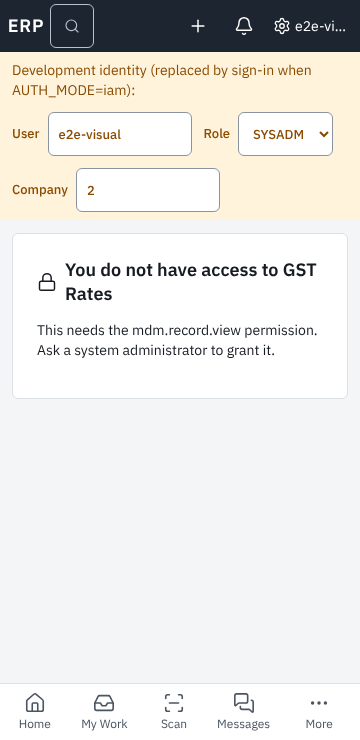 ERP
e2e-vi...
Development identity (replaced by sign-in when
AUTH_MODE=iam):
User e2e-visual Role SYSADM
Company 2
You do not have access to GST
Rates
This needs the mdm.record.view permission.
Ask a system administrator to grant it.
Home My Work Scan Messages More